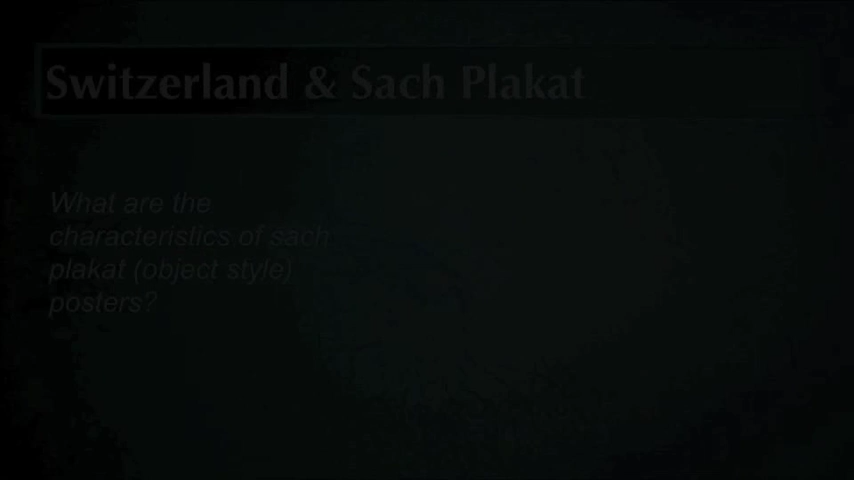 Switzerland & Sach Plakat
What are the
characteristics of sach
plakat (object style)
posters?